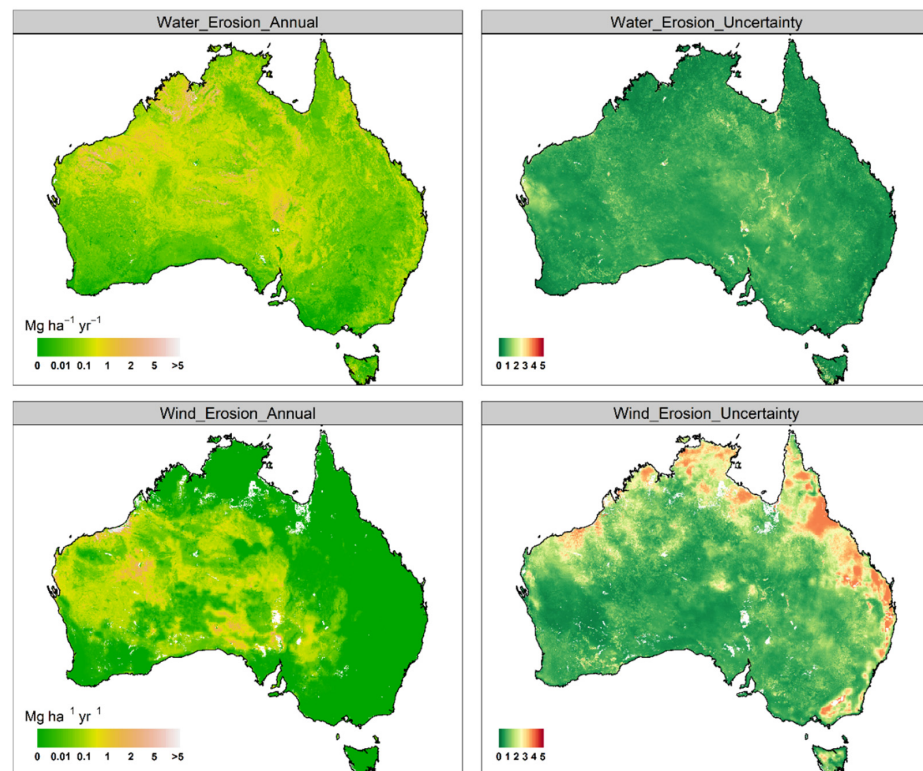 Water_Erosion_Annual
Water_Erosion_Uncertainty
Mg ha⁻¹ yr⁻¹
0 0.01 0.1 1 2 5 >5
0 1 2 3 4 5
Wind_Erosion_Annual
Wind_Erosion_Uncertainty
Mg ha ¹ yr ¹
0 0.01 0.1 1 2 5 >5
0 1 2 3 4 5